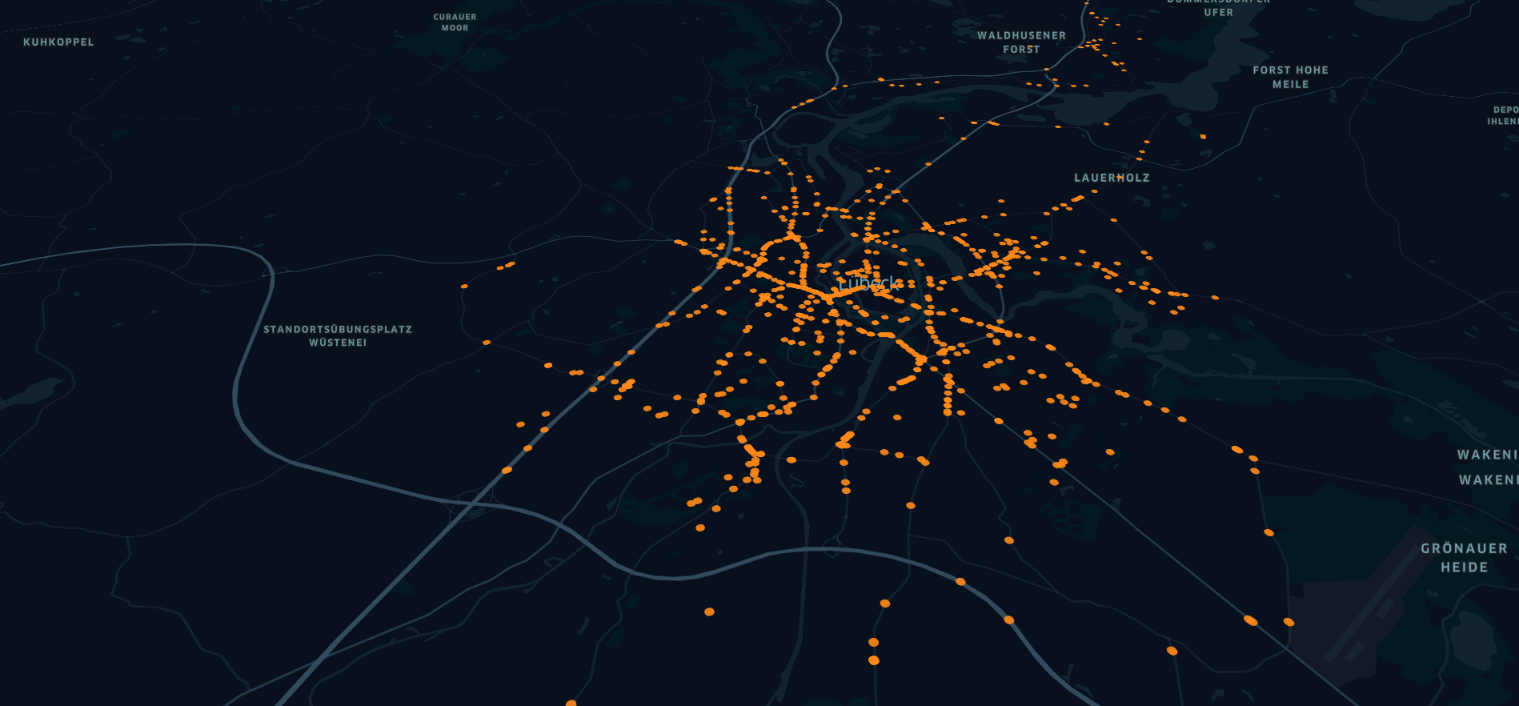 DUMMERSDORFER
UFER
CURAUER
MOOR
KUHKOPPEL
WALDHUSENER
FORST
FORST HOHE
MEILE
DEPO
IHLEN
LAUERHOLZ
Lübeck
STANDORTSÜBUNGSPLATZ
WÜSTENEI
WAKENI
WAKENI
GRÖNAUER
HEIDE